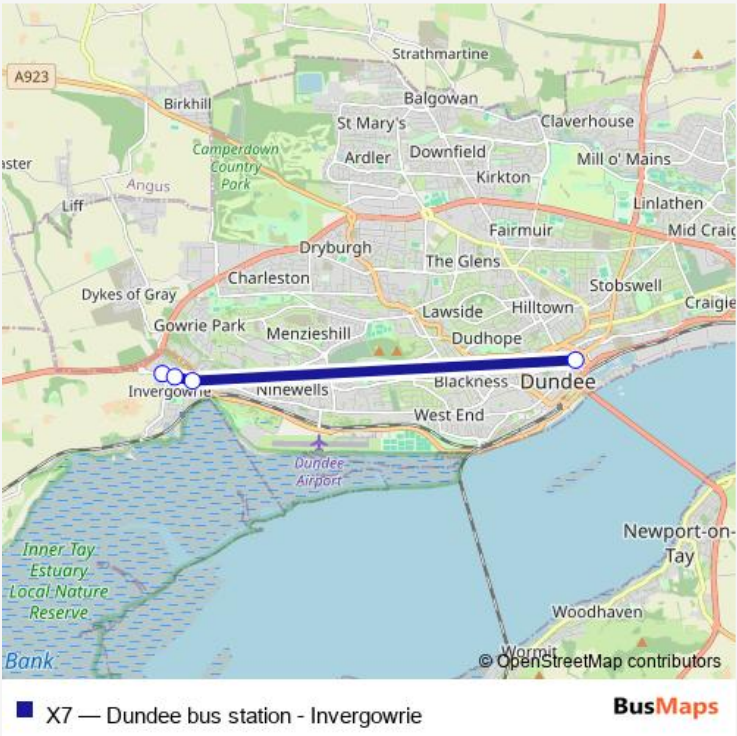 Strathmartine
A923
Birkhill
Balgowan
St Mary's
Claverhouse
Camperdown
Country
Park
Ardler
Downfield
Mill o' Mains
aster
Angus
Kirkton
Liff
Linlathen
Dryburgh
Fairmuir
Mid Craig
The Glens
Charleston
Stobswell
Dykes of Gray
Lawside
Hilltown
Craigie
Gowrie Park
Menzieshill
Dudhope
Invergowrie
Ninewells
Blackness
Dundee
West End
Dundee
Airport
Newport-on-
Tay
Inner Tay
Estuary
Local Nature
Reserve
Woodhaven
Wormit
Bank
© OpenStreetMap contributors
X7 — Dundee bus station - Invergowrie
BusMaps